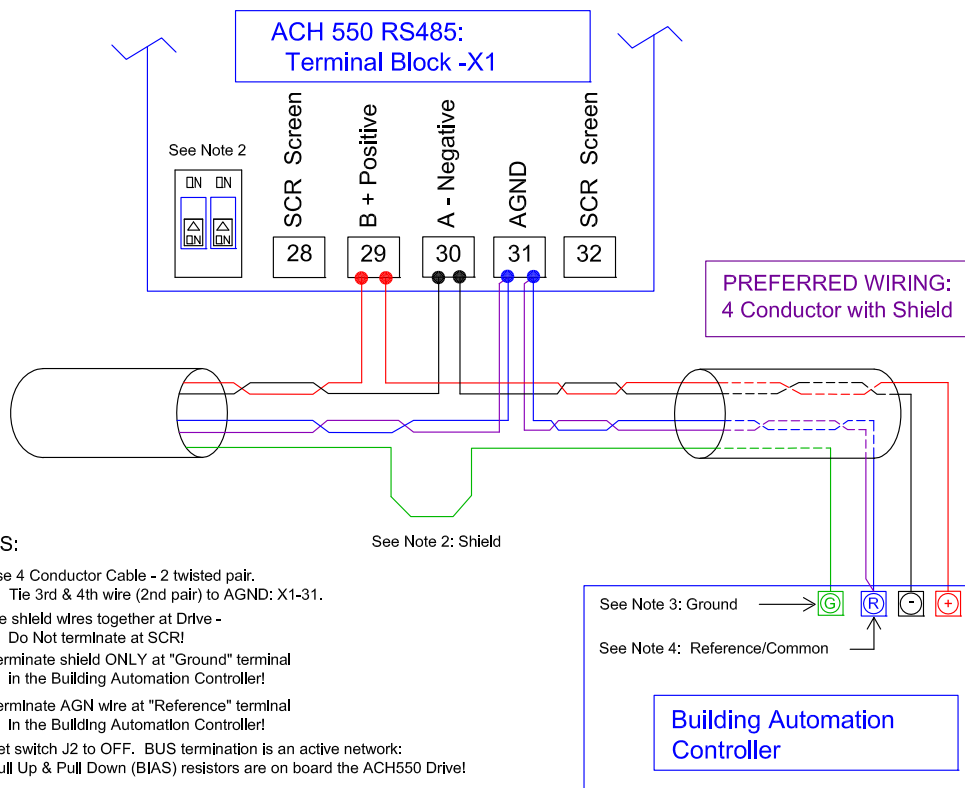 ACH 550 RS485:
Terminal Block -X1
See Note 2
ON ON
ON ON
SCR Screen
B + Positive
A - Negative
AGND
SCR Screen
28
29
30
31
32
PREFERRED WIRING:
4 Conductor with Shield
See Note 2: Shield
S:
se 4 Conductor Cable - 2 twisted pair.
Tie 3rd & 4th wire (2nd pair) to AGND: X1-31.
e shield wires together at Drive -
Do Not terminate at SCR!
erminate shield ONLY at "Ground" terminal
in the Building Automation Controller!
erminate AGN wire at "Reference" terminal
in the Building Automation Controller!
et switch J2 to OFF. BUS termination is an active network:
ull Up & Pull Down (BIAS) resistors are on board the ACH550 Drive!
See Note 3: Ground
G
R
-
+
See Note 4: Reference/Common
Building Automation
Controller